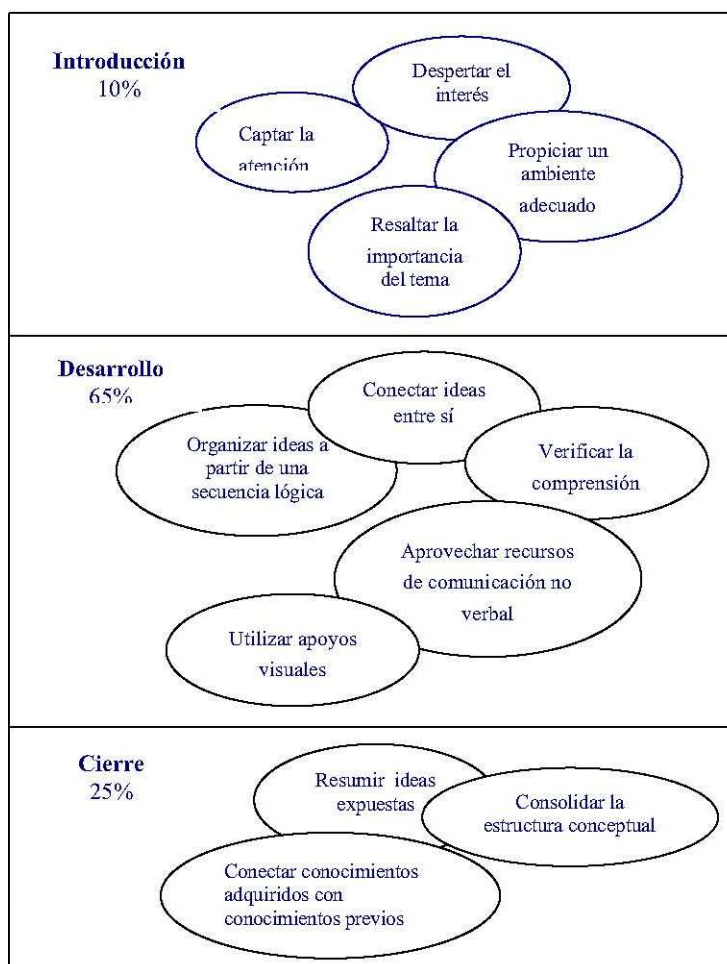 Introducción
10%
Despertar el
interés
Captar la
atención
Propiciar un
ambiente
adecuado
Resaltar la
importancia
del tema
Desarrollo
65%
Conectar ideas
entre sí
Organizar ideas a
partir de una
secuencia lógica
Verificar la
comprensión
Aprovechar recursos
de comunicación no
verbal
Utilizar apoyos
visuales
Cierre
25%
Resumir ideas
expuestas
Consolidar la
estructura conceptual
Conectar conocimientos
adquiridos con
conocimientos previos